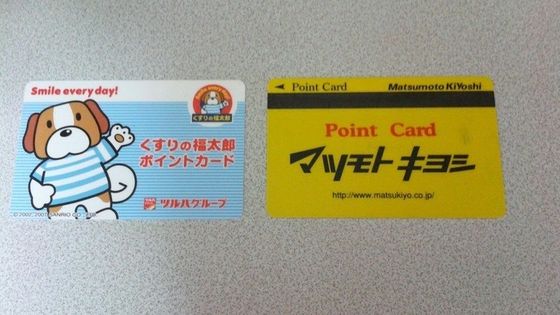 Smile every day!
くすりの福太郎
くすりの福太郎
ポイントカード
ツルハグループ
◀ Point Card Matsumoto KiYoshi
Point Card
マツモト キヨシ
http://www.matsukiyo.co.jp/